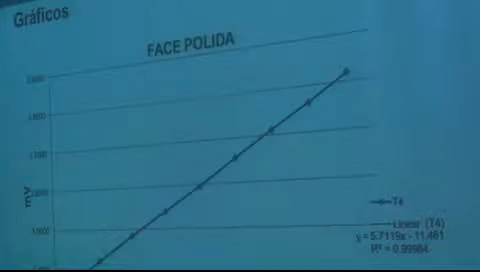 Gráficos
FACE POLIDA
mV
T4
Linear (T4)
y = 5.7119x - 11.461
R² = 0.99984